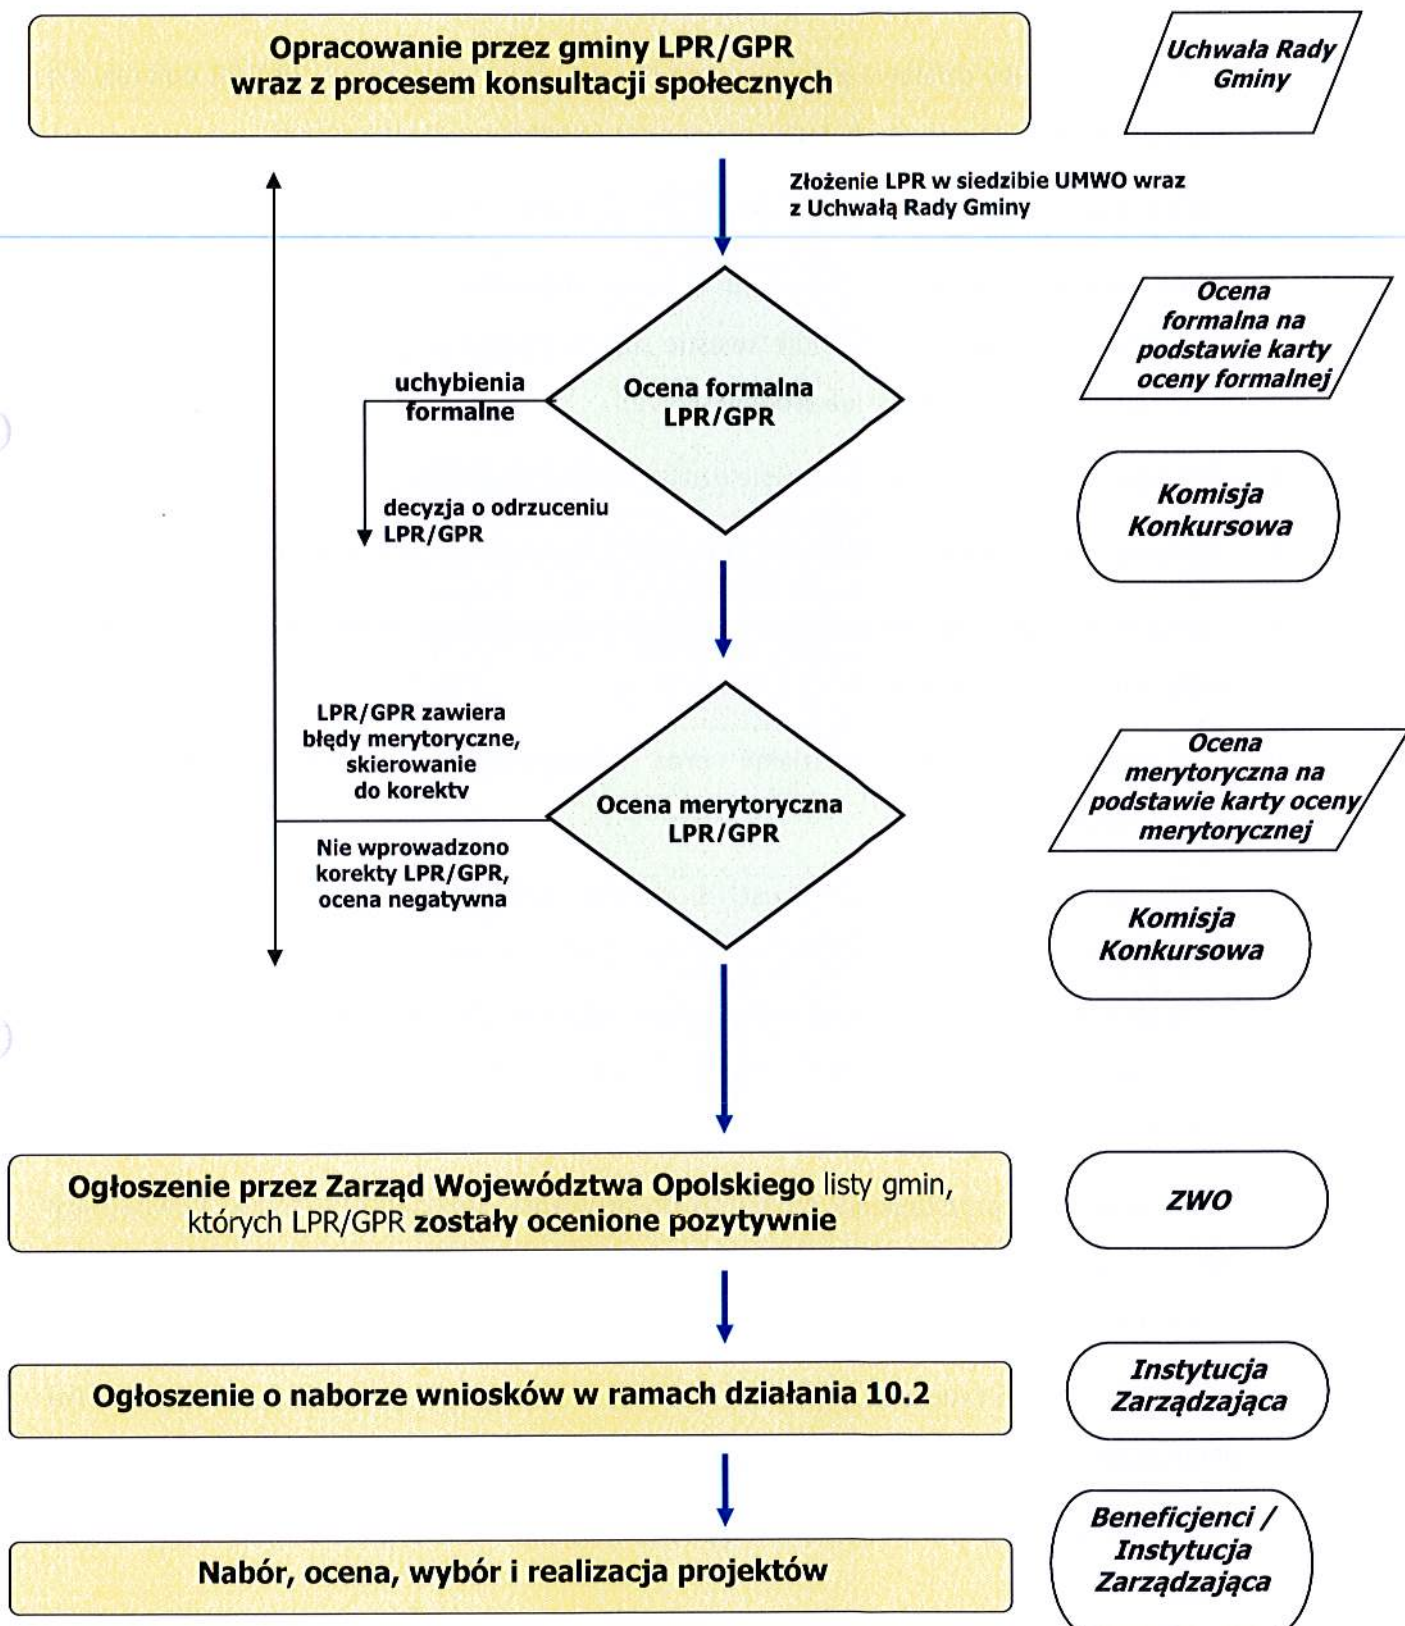 Opracowanie przez gminy LPR/GPR
wraz z procesem konsultacji społecznych
Uchwała Rady
Gminy
Złożenie LPR w siedzibie UMWO wraz
z Uchwałą Rady Gminy
Ocena
formalna na
podstawie karty
oceny formalnej
uchybienia
formalne
Ocena formalna
LPR/GPR
Komisja
Konkursowa
decyzja o odrzuceniu
LPR/GPR
LPR/GPR zawiera
błędy merytoryczne,
skierowanie
do korekty
Ocena merytoryczna
LPR/GPR
Ocena
merytoryczna na
podstawie karty oceny
merytorycznej
Nie wprowadzono
korekty LPR/GPR,
ocena negatywna
Komisja
Konkursowa
Ogłoszenie przez Zarząd Województwa Opolskiego listy gmin,
których LPR/GPR zostały ocenione pozytywnie
ZWO
Ogłoszenie o naborze wniosków w ramach działania 10.2
Instytucja
Zarządzająca
Nabór, ocena, wybór i realizacja projektów
Beneficjenci /
Instytucja
Zarządzająca